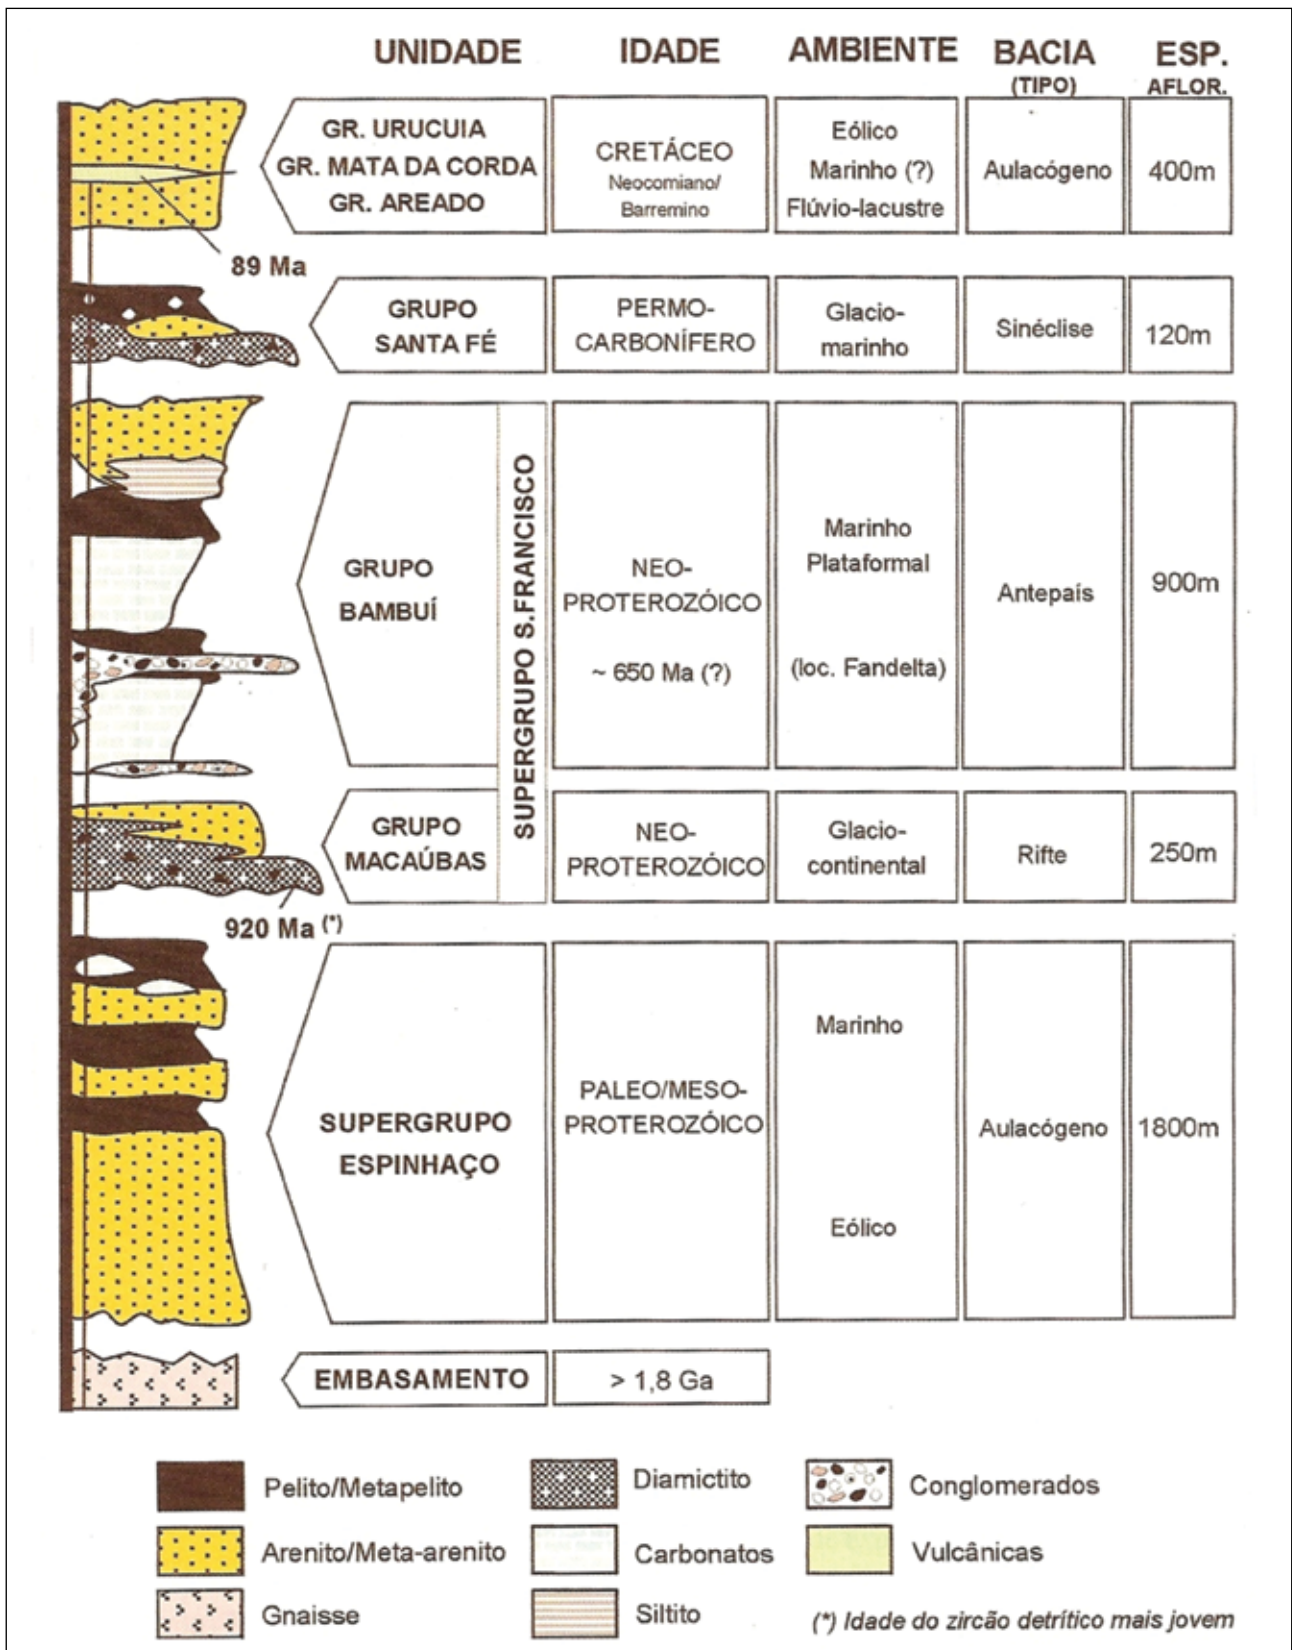 UNIDADE IDADE AMBIENTE BACIA ESP.
(TIPO) AFLOR.
GR. URUCUIA
GR. MATA DA CORDA
GR. AREADO
CRETÁCEO
Neocomiano/
Barremino
Eólico
Marinho (?)
Flúvio-lacustre
Aulacógeno
400m
89 Ma
GRUPO
SANTA FÉ
PERMO-
CARBONÍFERO
Glacio-
marinho
Sinéclise
120m
GRUPO
BAMBUÍ
SUPERGRUPO S.FRANCISCO
NEO-
PROTEROZÓICO
~ 650 Ma (?)
Marinho
Plataformal
(loc. Fandelta)
Antepaís
900m
GRUPO
MACAÚBAS
NEO-
PROTEROZÓICO
Glacio-
continental
Rifte
250m
920 Ma (*)
SUPERGRUPO
ESPINHAÇO
PALEO/MESO-
PROTEROZÓICO
Marinho
Eólico
Aulacógeno
1800m
EMBASAMENTO
> 1,8 Ga
Pelito/Metapelito
Diamictito
Conglomerados
Arenito/Meta-arenito
Carbonatos
Vulcânicas
Gnaisse
Siltito
(*) Idade do zircão detrítico mais jovem